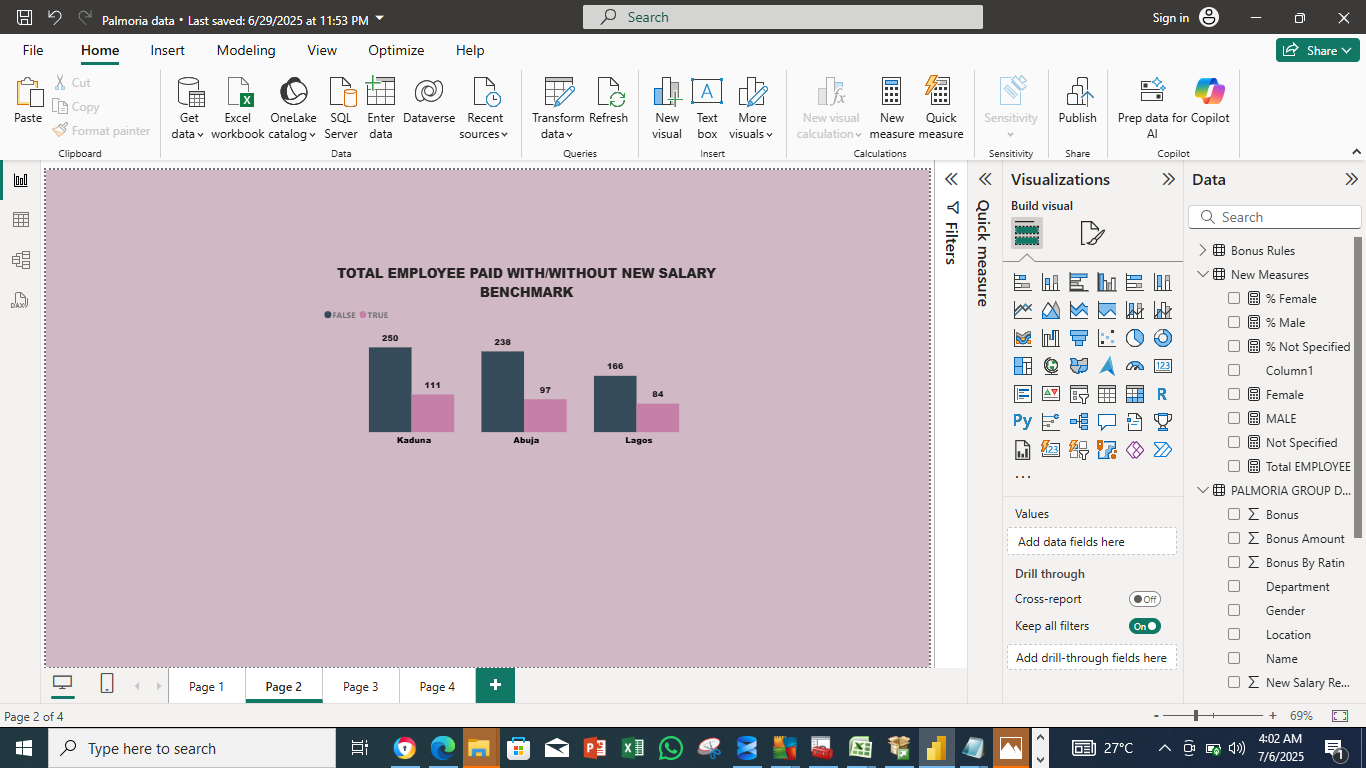 Palmoria data • Last saved: 6/29/2025 at 11:53 PM
Search
Sign in
File
Home
Insert
Modeling
View
Optimize
Help
Share
Paste
Cut
Copy
Format painter
Clipboard
Get data
Excel workbook
OneLake catalog
SQL Server
Enter data
Dataverse
Recent sources
Data
Transform data
Refresh
Queries
New visual
Text box
More visuals
Insert
New visual calculation
New measure
Quick measure
Calculations
Sensitivity
Sensitivity
Publish
Share
Prep data for AI
Copilot
Copilot
TOTAL EMPLOYEE PAID WITH/WITHOUT NEW SALARY
BENCHMARK
FALSE TRUE
250
111
238
97
166
84
Kaduna
Abuja
Lagos
Filters
Quick measure
Visualizations
Build visual
R
Py
123
123
...
Values
Add data fields here
Drill through
Cross-report
Off
Keep all filters
On
Add drill-through fields here
Data
Search
Bonus Rules
New Measures
% Female
% Male
% Not Specified
Column1
Female
MALE
Not Specified
Total EMPLOYEE
PALMORIA GROUP D...
Bonus
Bonus Amount
Bonus By Ratin
Department
Gender
Location
Name
New Salary Re...
DAX
Page 1
Page 2
Page 3
Page 4
+
Page 2 of 4
- + 69%
Type here to search
27°C
4:02 AM
7/6/2025
1